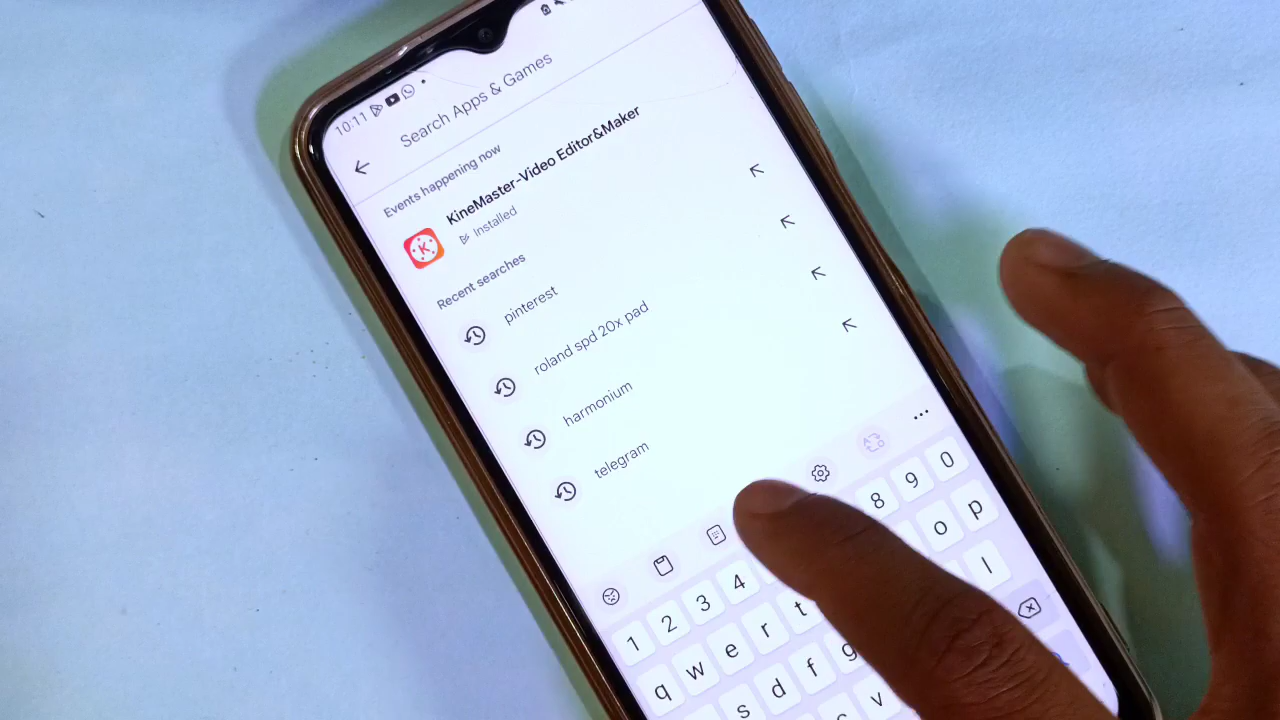 10:11
Search Apps & Games
Events happening now
KineMaster-Video Editor&Maker
Installed
Recent searches
pinterest
roland spd 20x pad
harmonium
telegram
1 2 3 4 8 9 0
q w e r t o p
s d f g l
c v